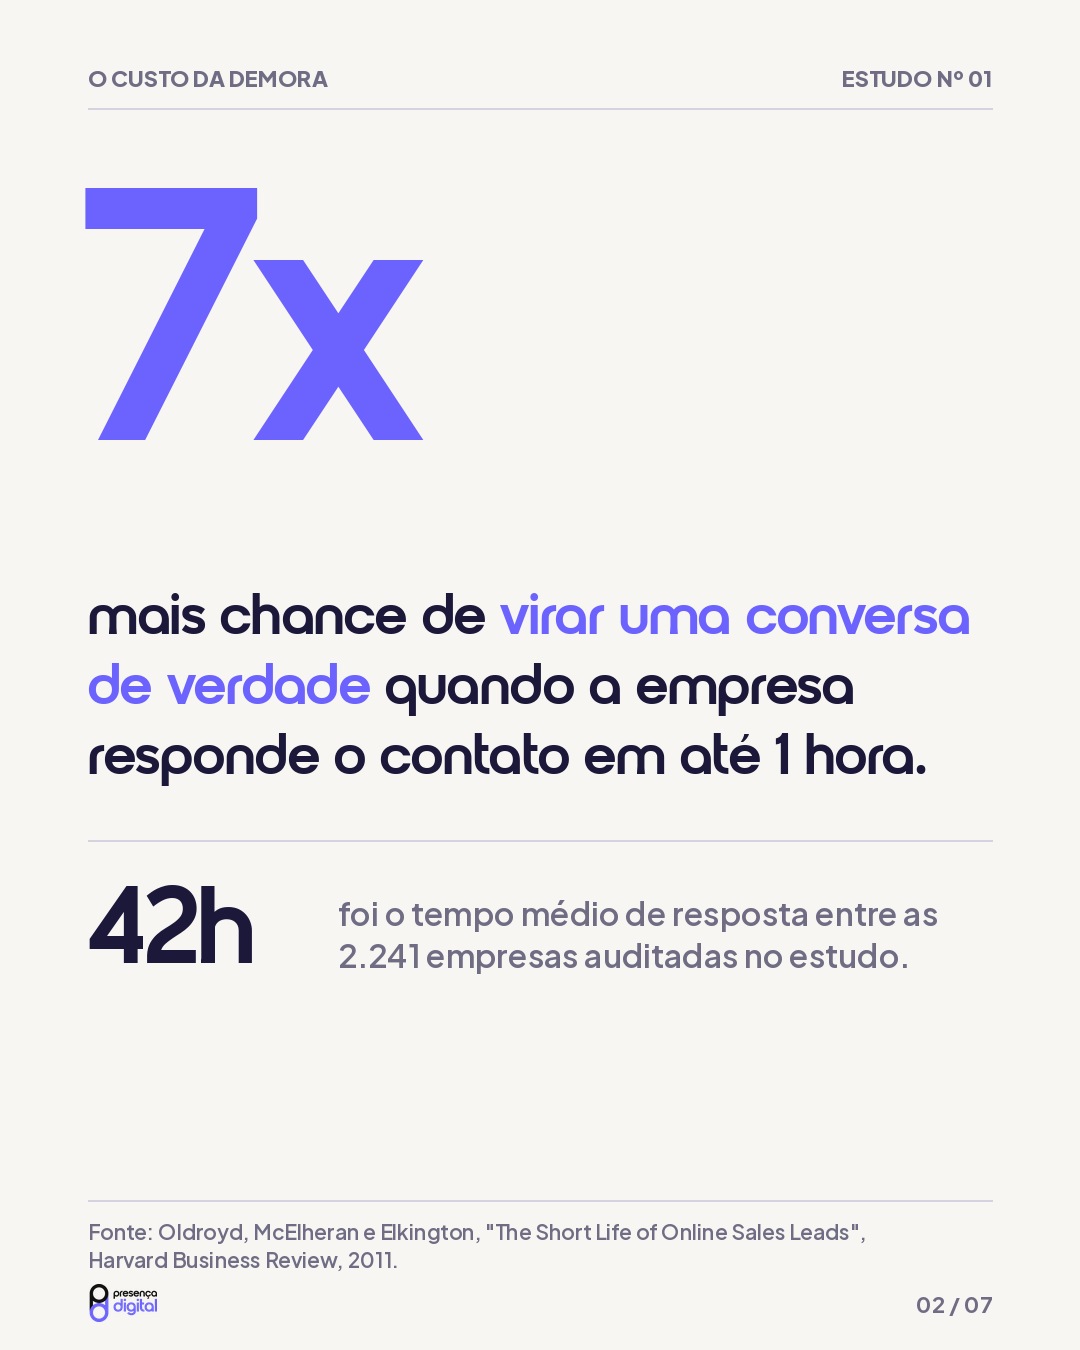 O CUSTO DA DEMORA
ESTUDO Nº 01
7x
mais chance de virar uma conversa
de verdade quando a empresa
responde o contato em até 1 hora.
42h
foi o tempo médio de resposta entre as
2.241 empresas auditadas no estudo.
Fonte: Oldroyd, McElheran e Elkington, "The Short Life of Online Sales Leads",
Harvard Business Review, 2011.
presença
digital
02 / 07